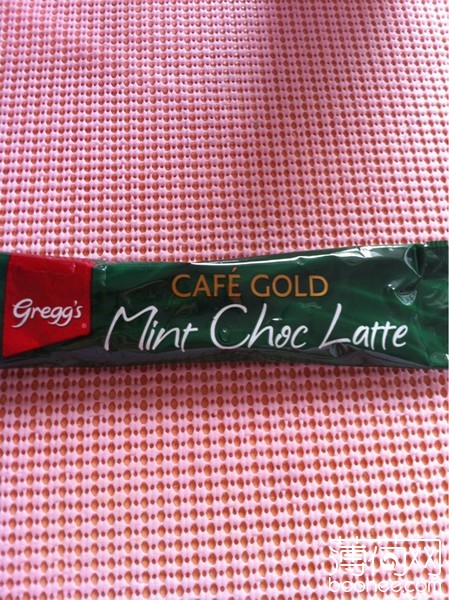 CAFÉ GOLD
Gregg's®
Mint Choc Latte
薄荷网
boohee.com